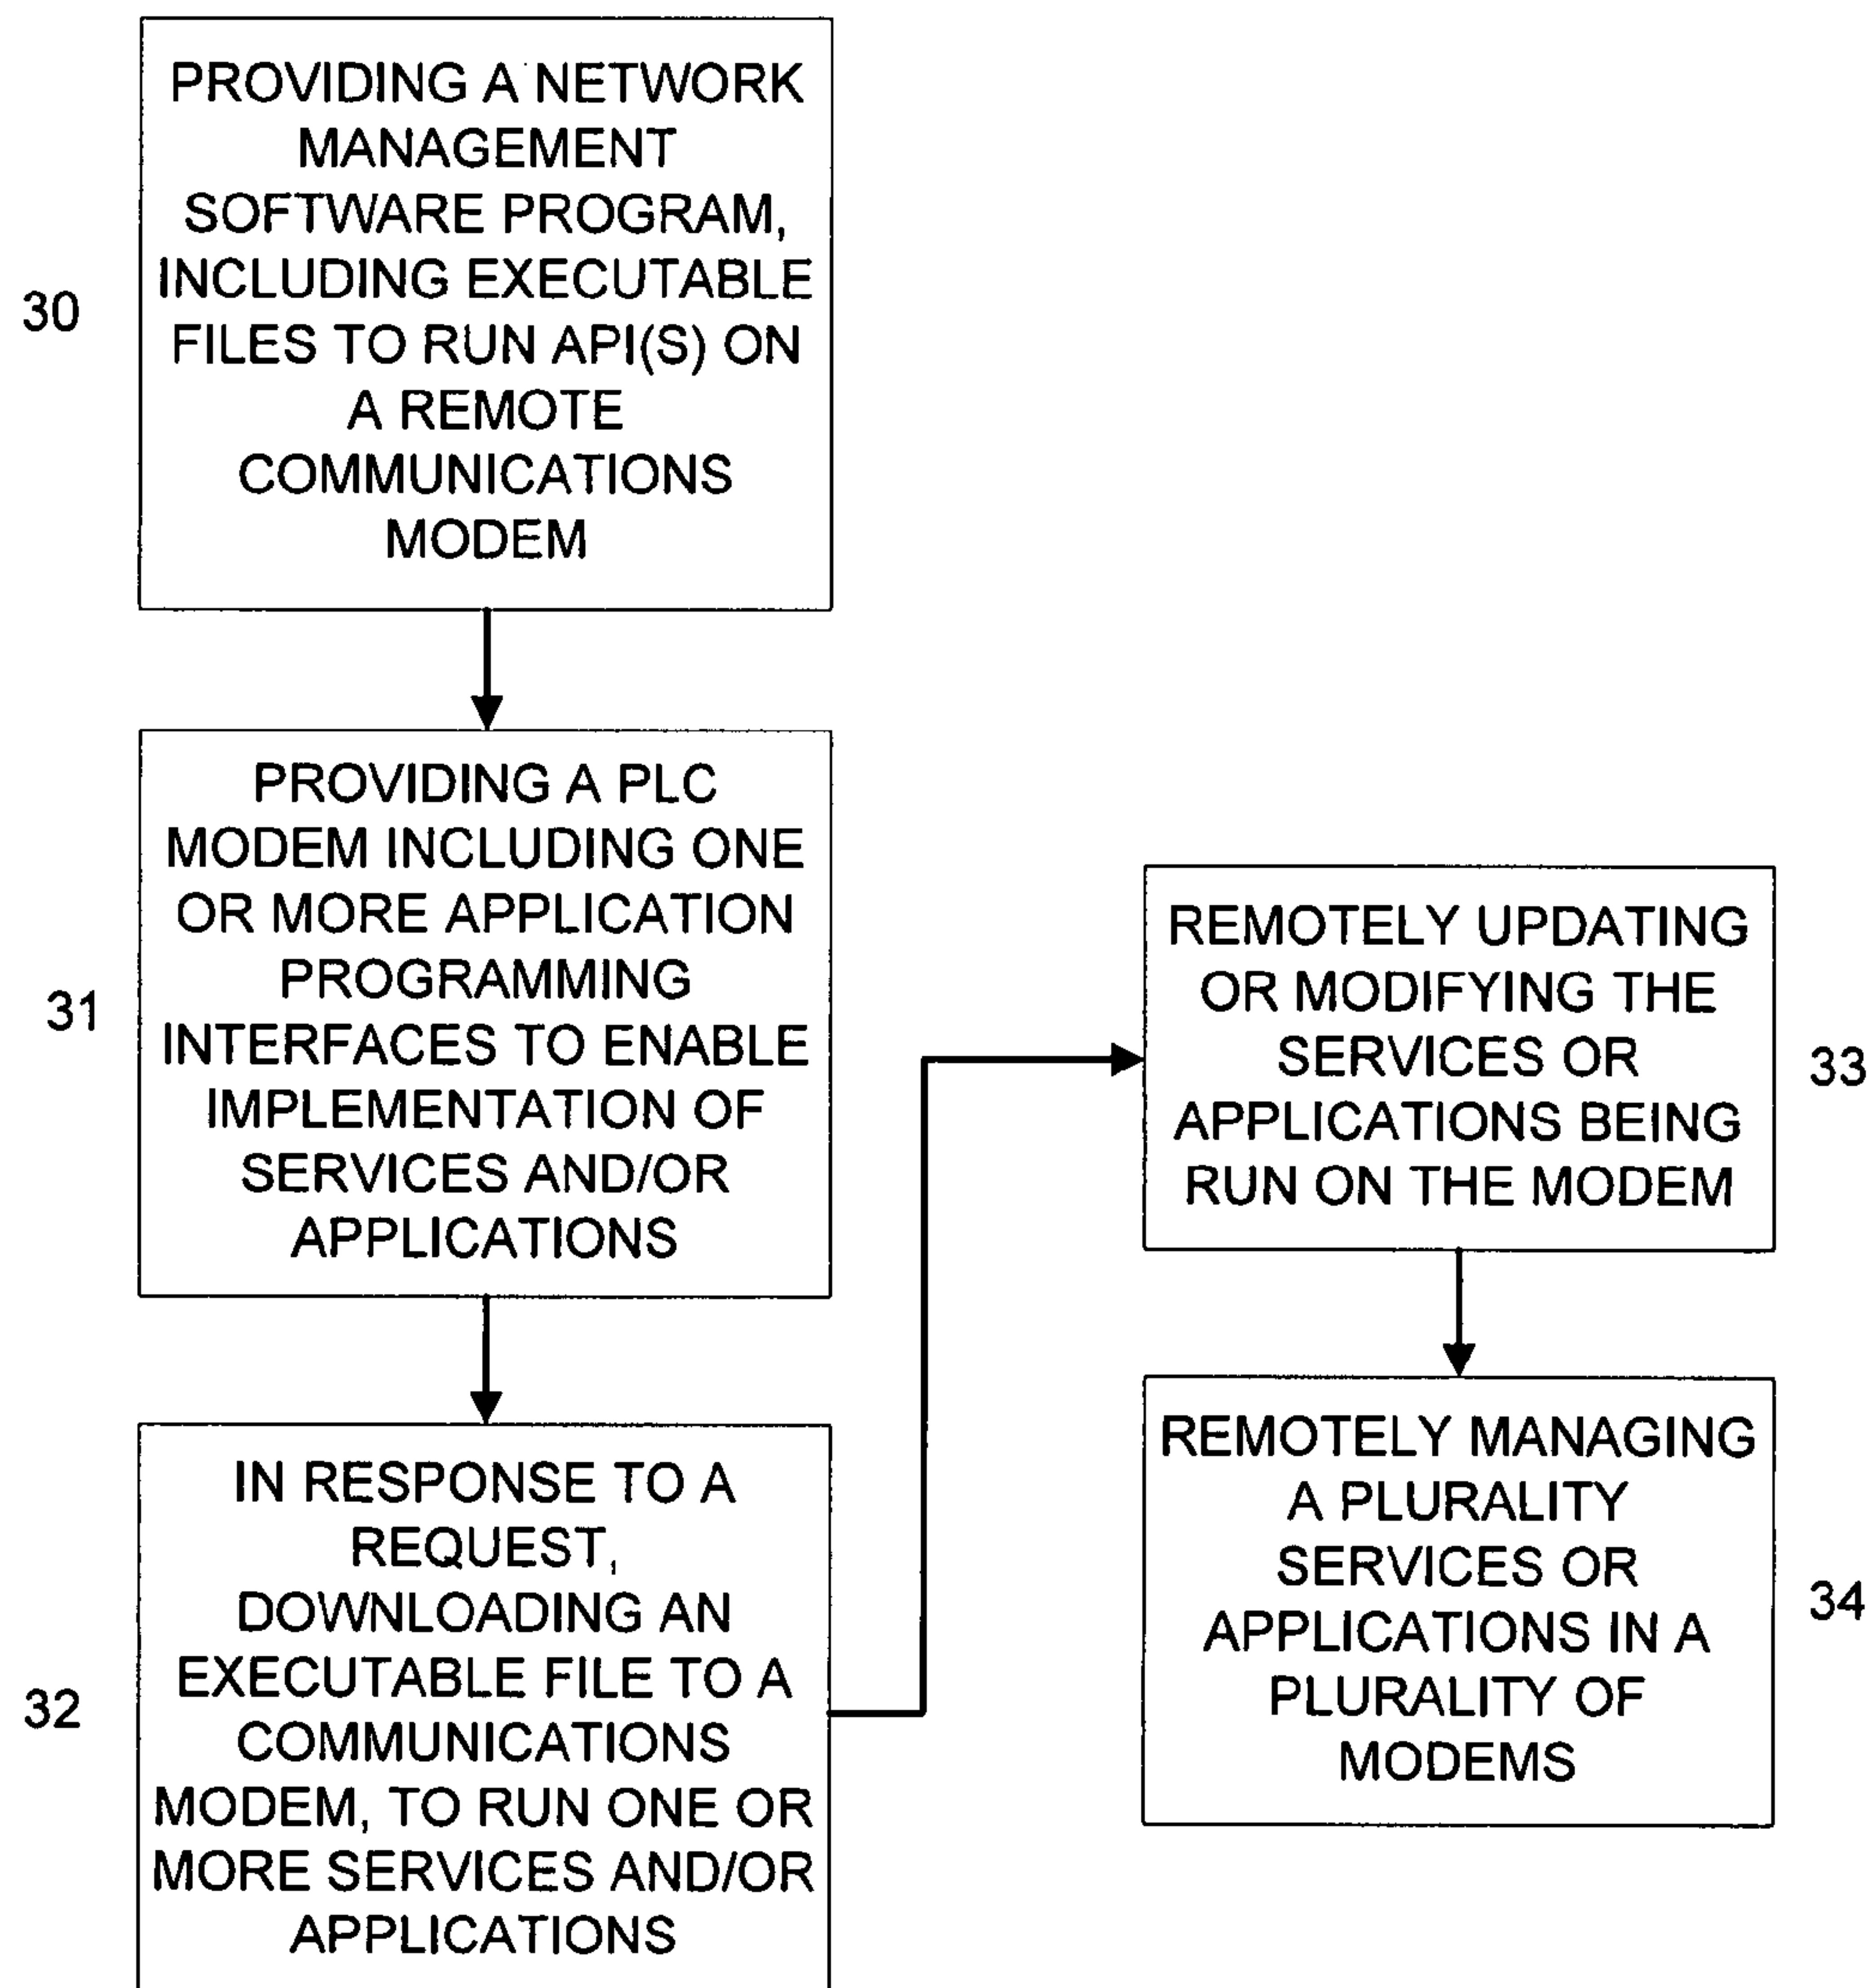 30
PROVIDING A NETWORK
MANAGEMENT
SOFTWARE PROGRAM,
INCLUDING EXECUTABLE
FILES TO RUN API(S) ON
A REMOTE
COMMUNICATIONS
MODEM
31
PROVIDING A PLC
MODEM INCLUDING ONE
OR MORE APPLICATION
PROGRAMMING
INTERFACES TO ENABLE
IMPLEMENTATION OF
SERVICES AND/OR
APPLICATIONS
32
IN RESPONSE TO A
REQUEST,
DOWNLOADING AN
EXECUTABLE FILE TO A
COMMUNICATIONS
MODEM, TO RUN ONE OR
MORE SERVICES AND/OR
APPLICATIONS
REMOTELY UPDATING
OR MODIFYING THE
SERVICES OR
APPLICATIONS BEING
RUN ON THE MODEM
33
REMOTELY MANAGING
A PLURALITY
SERVICES OR
APPLICATIONS IN A
PLURALITY OF
MODEMS
34